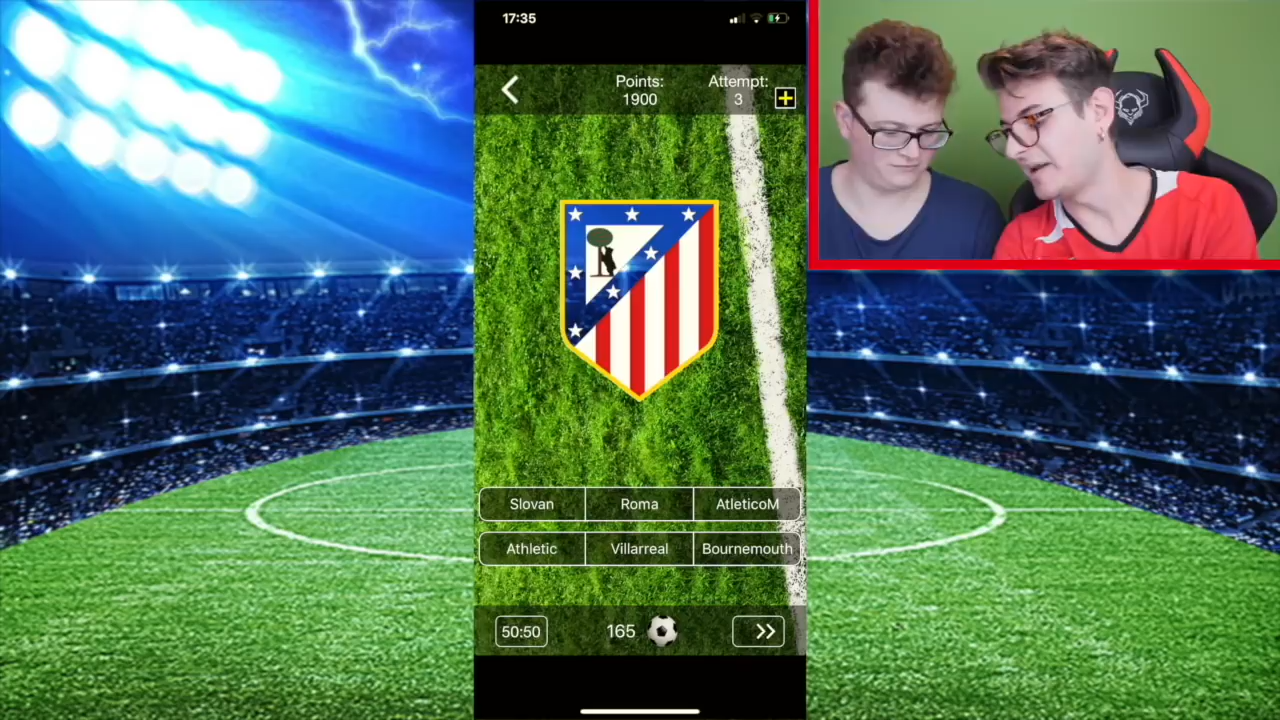 17:35
Points:
1900
Attempt:
3
Slovan
Roma
AtleticoM
Athletic
Villarreal
Bournemouth
50:50
165